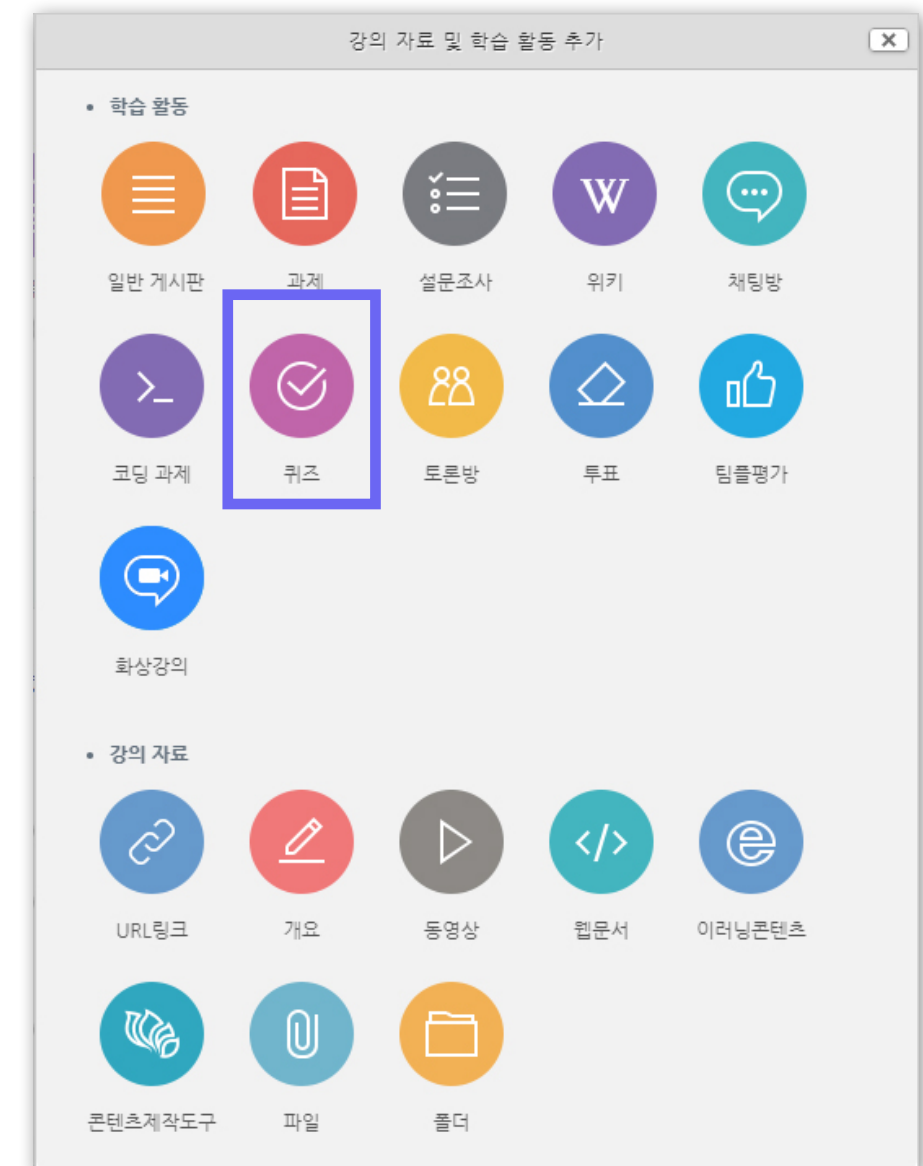 강의 자료 및 학습 활동 추가
• 학습 활동
일반 게시판 과제 설문조사 위키 채팅방
코딩 과제 퀴즈 토론방 투표 팀플평가
화상강의
• 강의 자료
URL링크 개요 동영상 웹문서 이러닝콘텐츠
콘텐츠제작도구 파일 폴더